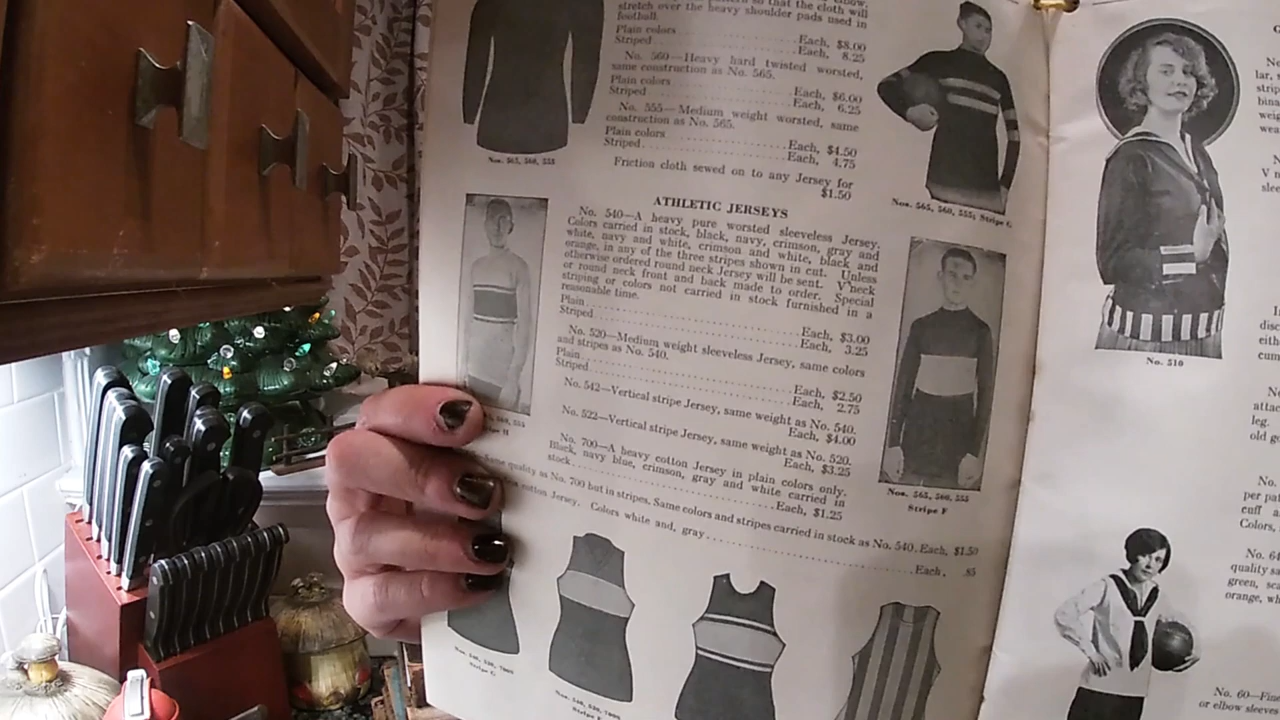 so that the cloth will
stretch over the heavy shoulder pads used in
football.
Plain colors Each, $8.00
Striped Each, 8.25
No. 560—Heavy hard twisted worsted,
same construction as No. 565.
Plain colors Each, $6.00
Striped Each, 6.25
No. 555—Medium weight worsted, same
construction as No. 565.
Plain colors Each, $4.50
Striped Each, 4.75
Friction cloth sewed on to any Jersey for
$1.50
Nos. 565, 560, 555
Nos. 565, 560, 555; Stripe
ATHLETIC JERSEYS
No. 540—A heavy pure worsted sleeveless Jersey.
Colors carried in stock, black, navy, crimson, gray and
white, navy and white, crimson and white, black and
orange, in any of the three stripes shown in cut. Unless
otherwise ordered round neck Jersey will be sent. V neck
or round neck front and back made to order. Special
striping or colors not carried in stock furnished in a
reasonable time.
Plain Each, $3.00
Striped Each, 3.25
No. 520—Medium weight sleeveless Jersey, same colors
and stripes as No. 540.
Plain Each, $2.50
Striped Each, 2.75
No. 542—Vertical stripe Jersey, same weight as No. 540.
Each, $4.00
No. 522—Vertical stripe Jersey, same weight as No. 520.
Each, $3.25
No. 700—A heavy cotton Jersey in plain colors only.
Black, navy blue, crimson, gray and white carried in
stock Each, $1.25
Same quality as No. 700 but in stripes. Same colors and stripes carried in stock as No. 540. Each, $1.50
cotton Jersey. Colors white and, gray Each, 85
560, 555
Nos. 565, 560, 555
Stripe F
Stripe G
No. 510
No. 60—Fine
or elbow sleeves